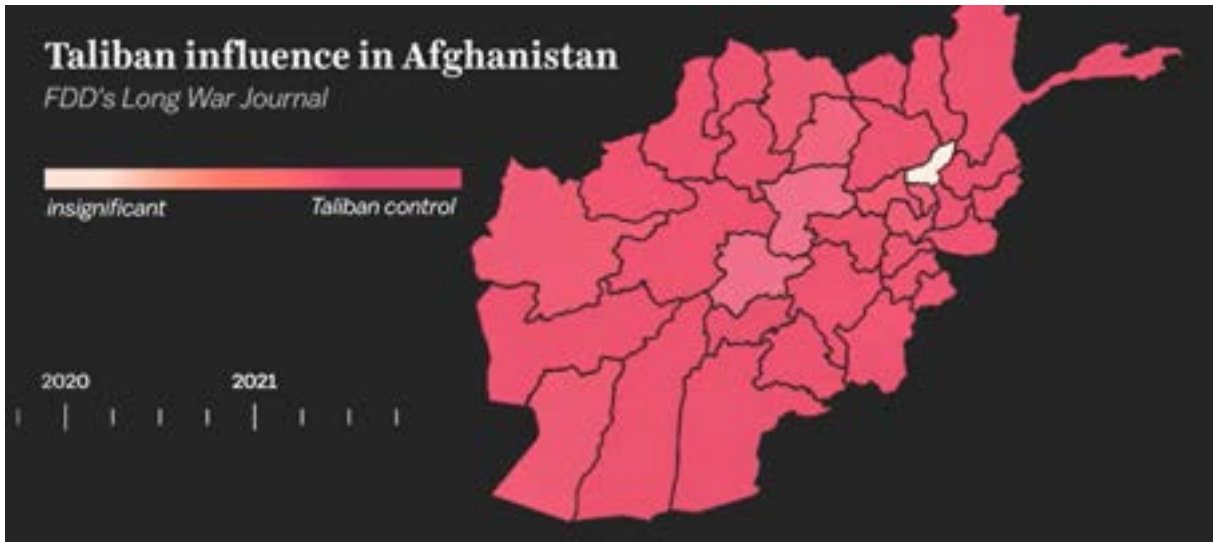 Taliban influence in Afghanistan
FDD's Long War Journal
insignificant Taliban control
2020 2021